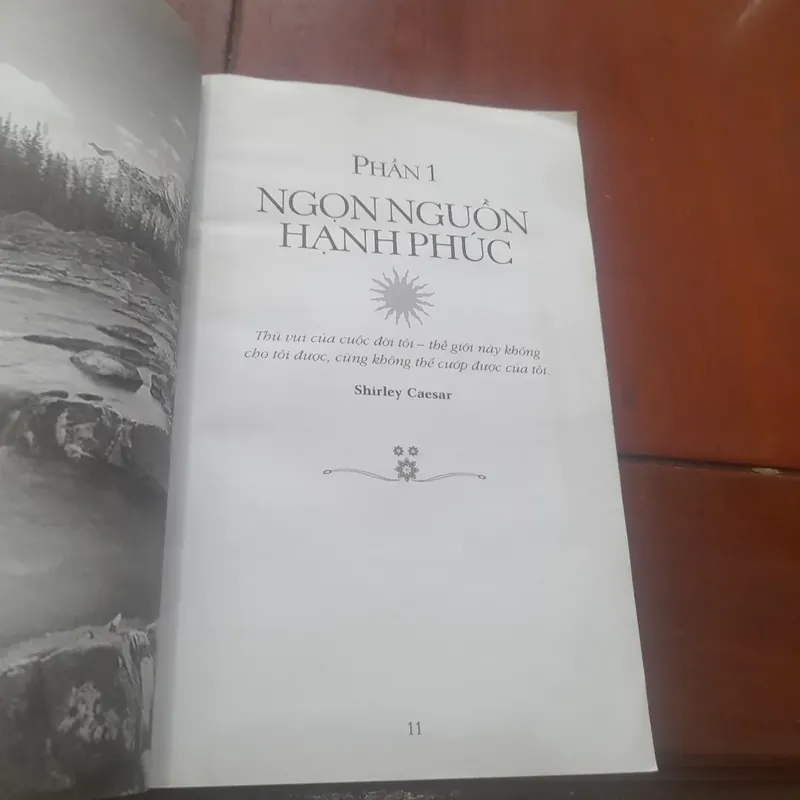 PHẦN 1
NGỌN NGUỒN
HẠNH PHÚC
Thú vui của cuộc đời tôi – thế giới này không
cho tôi được, cũng không thể cướp được của tôi.
Shirley Caesar
11